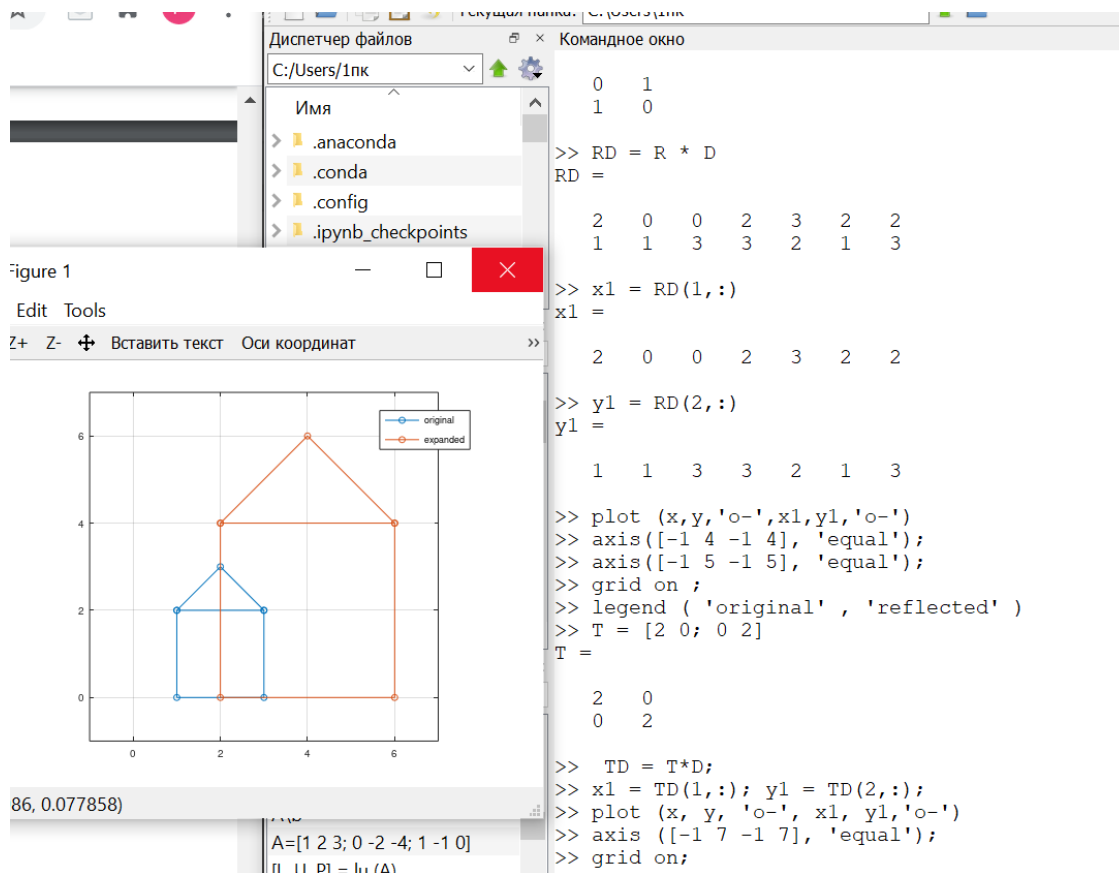 Текущая папка: C:\Users\1пк
Диспетчер файлов
C:/Users/1пк
Имя
.anaconda
.conda
.config
.ipynb_checkpoints
Figure 1
Edit Tools
Z+ Z- Вставить текст Оси координат »
original
expanded
6
4
2
0
0 2 4 6
86, 0.077858)
A=[1 2 3; 0 -2 -4; 1 -1 0]
[L, U, P] = lu (A)
Командное окно
0 1
1 0
>> RD = R * D
RD =
2 0 0 2 3 2 2
1 1 3 3 2 1 3
>> x1 = RD(1,:)
x1 =
2 0 0 2 3 2 2
>> y1 = RD(2,:)
y1 =
1 1 3 3 2 1 3
>> plot (x,y,'o-',x1,y1,'o-')
>> axis([-1 4 -1 4], 'equal');
>> axis([-1 5 -1 5], 'equal');
>> grid on ;
>> legend ( 'original' , 'reflected' )
>> T = [2 0; 0 2]
T =
2 0
0 2
>> TD = T*D;
>> x1 = TD(1,:); y1 = TD(2,:);
>> plot (x, y, 'o-', x1, y1,'o-')
>> axis ([-1 7 -1 7], 'equal');
>> grid on;